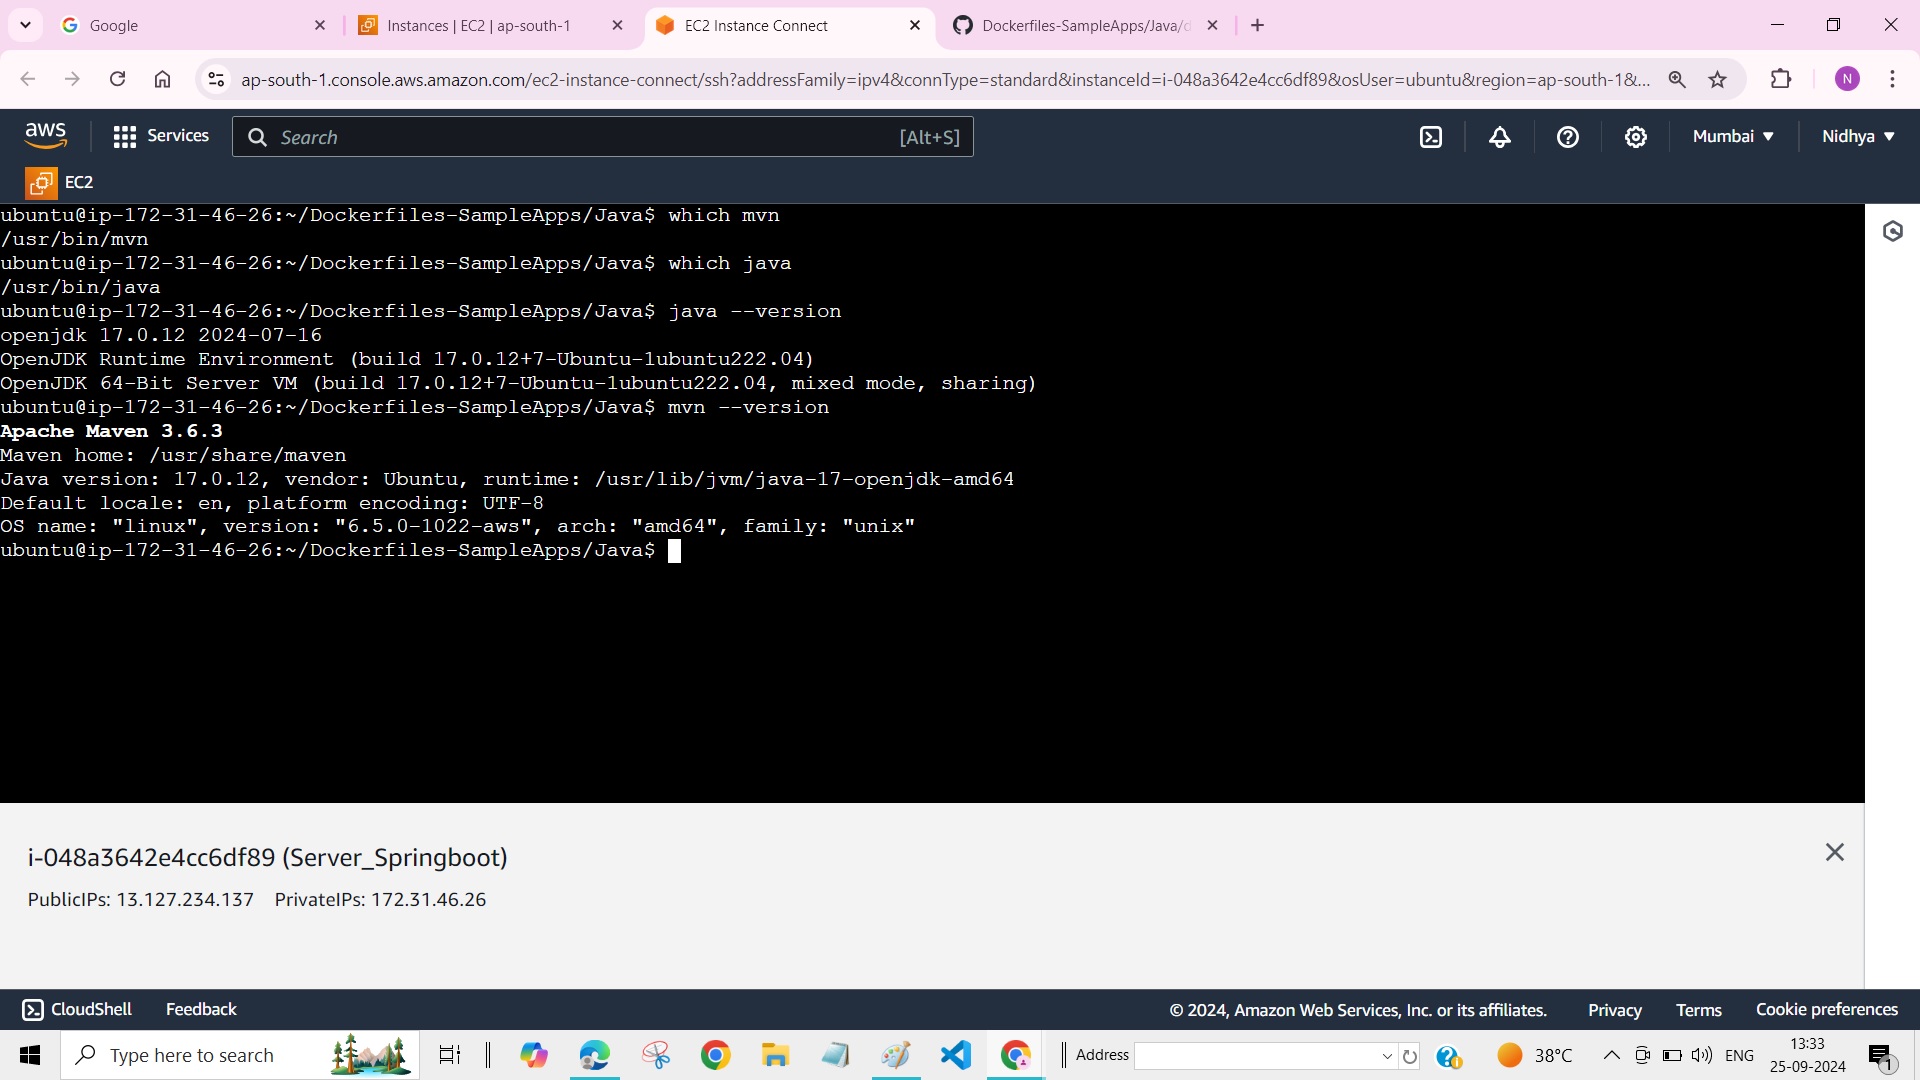 Google
Instances | EC2 | ap-south-1
EC2 Instance Connect
Dockerfiles-SampleApps/Java/d
ap-south-1.console.aws.amazon.com/ec2-instance-connect/ssh?addressFamily=ipv4&connType=standard&instanceId=i-048a3642e4cc6df89&osUser=ubuntu&region=ap-south-1&...
N
aws
Services
Search
[Alt+S]
Mumbai
Nidhya
EC2
ubuntu@ip-172-31-46-26:~/Dockerfiles-SampleApps/Java$ which mvn
/usr/bin/mvn
ubuntu@ip-172-31-46-26:~/Dockerfiles-SampleApps/Java$ which java
/usr/bin/java
ubuntu@ip-172-31-46-26:~/Dockerfiles-SampleApps/Java$ java --version
openjdk 17.0.12 2024-07-16
OpenJDK Runtime Environment (build 17.0.12+7-Ubuntu-1ubuntu222.04)
OpenJDK 64-Bit Server VM (build 17.0.12+7-Ubuntu-1ubuntu222.04, mixed mode, sharing)
ubuntu@ip-172-31-46-26:~/Dockerfiles-SampleApps/Java$ mvn --version
Apache Maven 3.6.3
Maven home: /usr/share/maven
Java version: 17.0.12, vendor: Ubuntu, runtime: /usr/lib/jvm/java-17-openjdk-amd64
Default locale: en, platform encoding: UTF-8
OS name: "linux", version: "6.5.0-1022-aws", arch: "amd64", family: "unix"
ubuntu@ip-172-31-46-26:~/Dockerfiles-SampleApps/Java$
i-048a3642e4cc6df89 (Server_Springboot)
PublicIPs: 13.127.234.137 PrivateIPs: 172.31.46.26
CloudShell
Feedback
© 2024, Amazon Web Services, Inc. or its affiliates.
Privacy
Terms
Cookie preferences
Type here to search
Address
38°C
ENG
13:33
25-09-2024
1